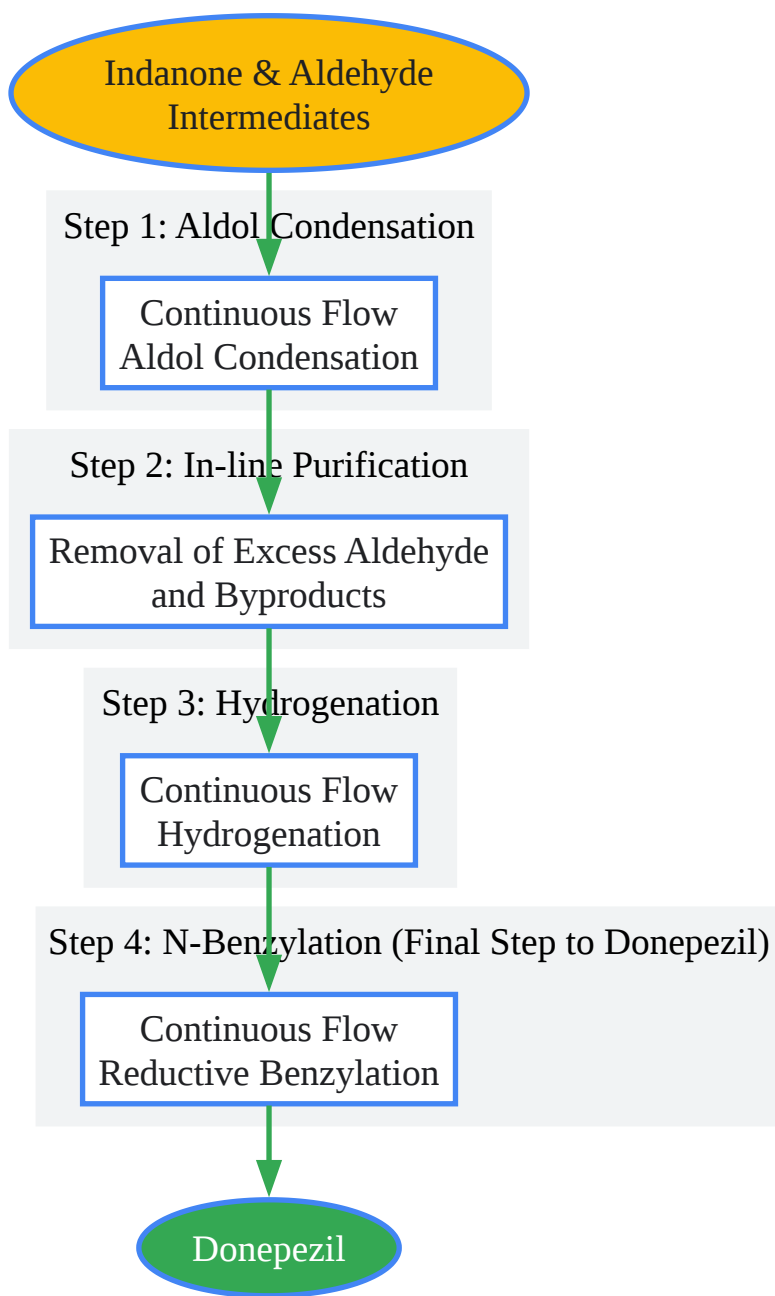 Indanone & Aldehyde
Intermediates
Step 1: Aldol Condensation
Continuous Flow
Aldol Condensation
Step 2: In-line Purification
Removal of Excess Aldehyde
and Byproducts
Step 3: Hydrogenation
Continuous Flow
Hydrogenation
Step 4: N-Benzylation (Final Step to Donepezil)
Continuous Flow
Reductive Benzylation
Donepezil